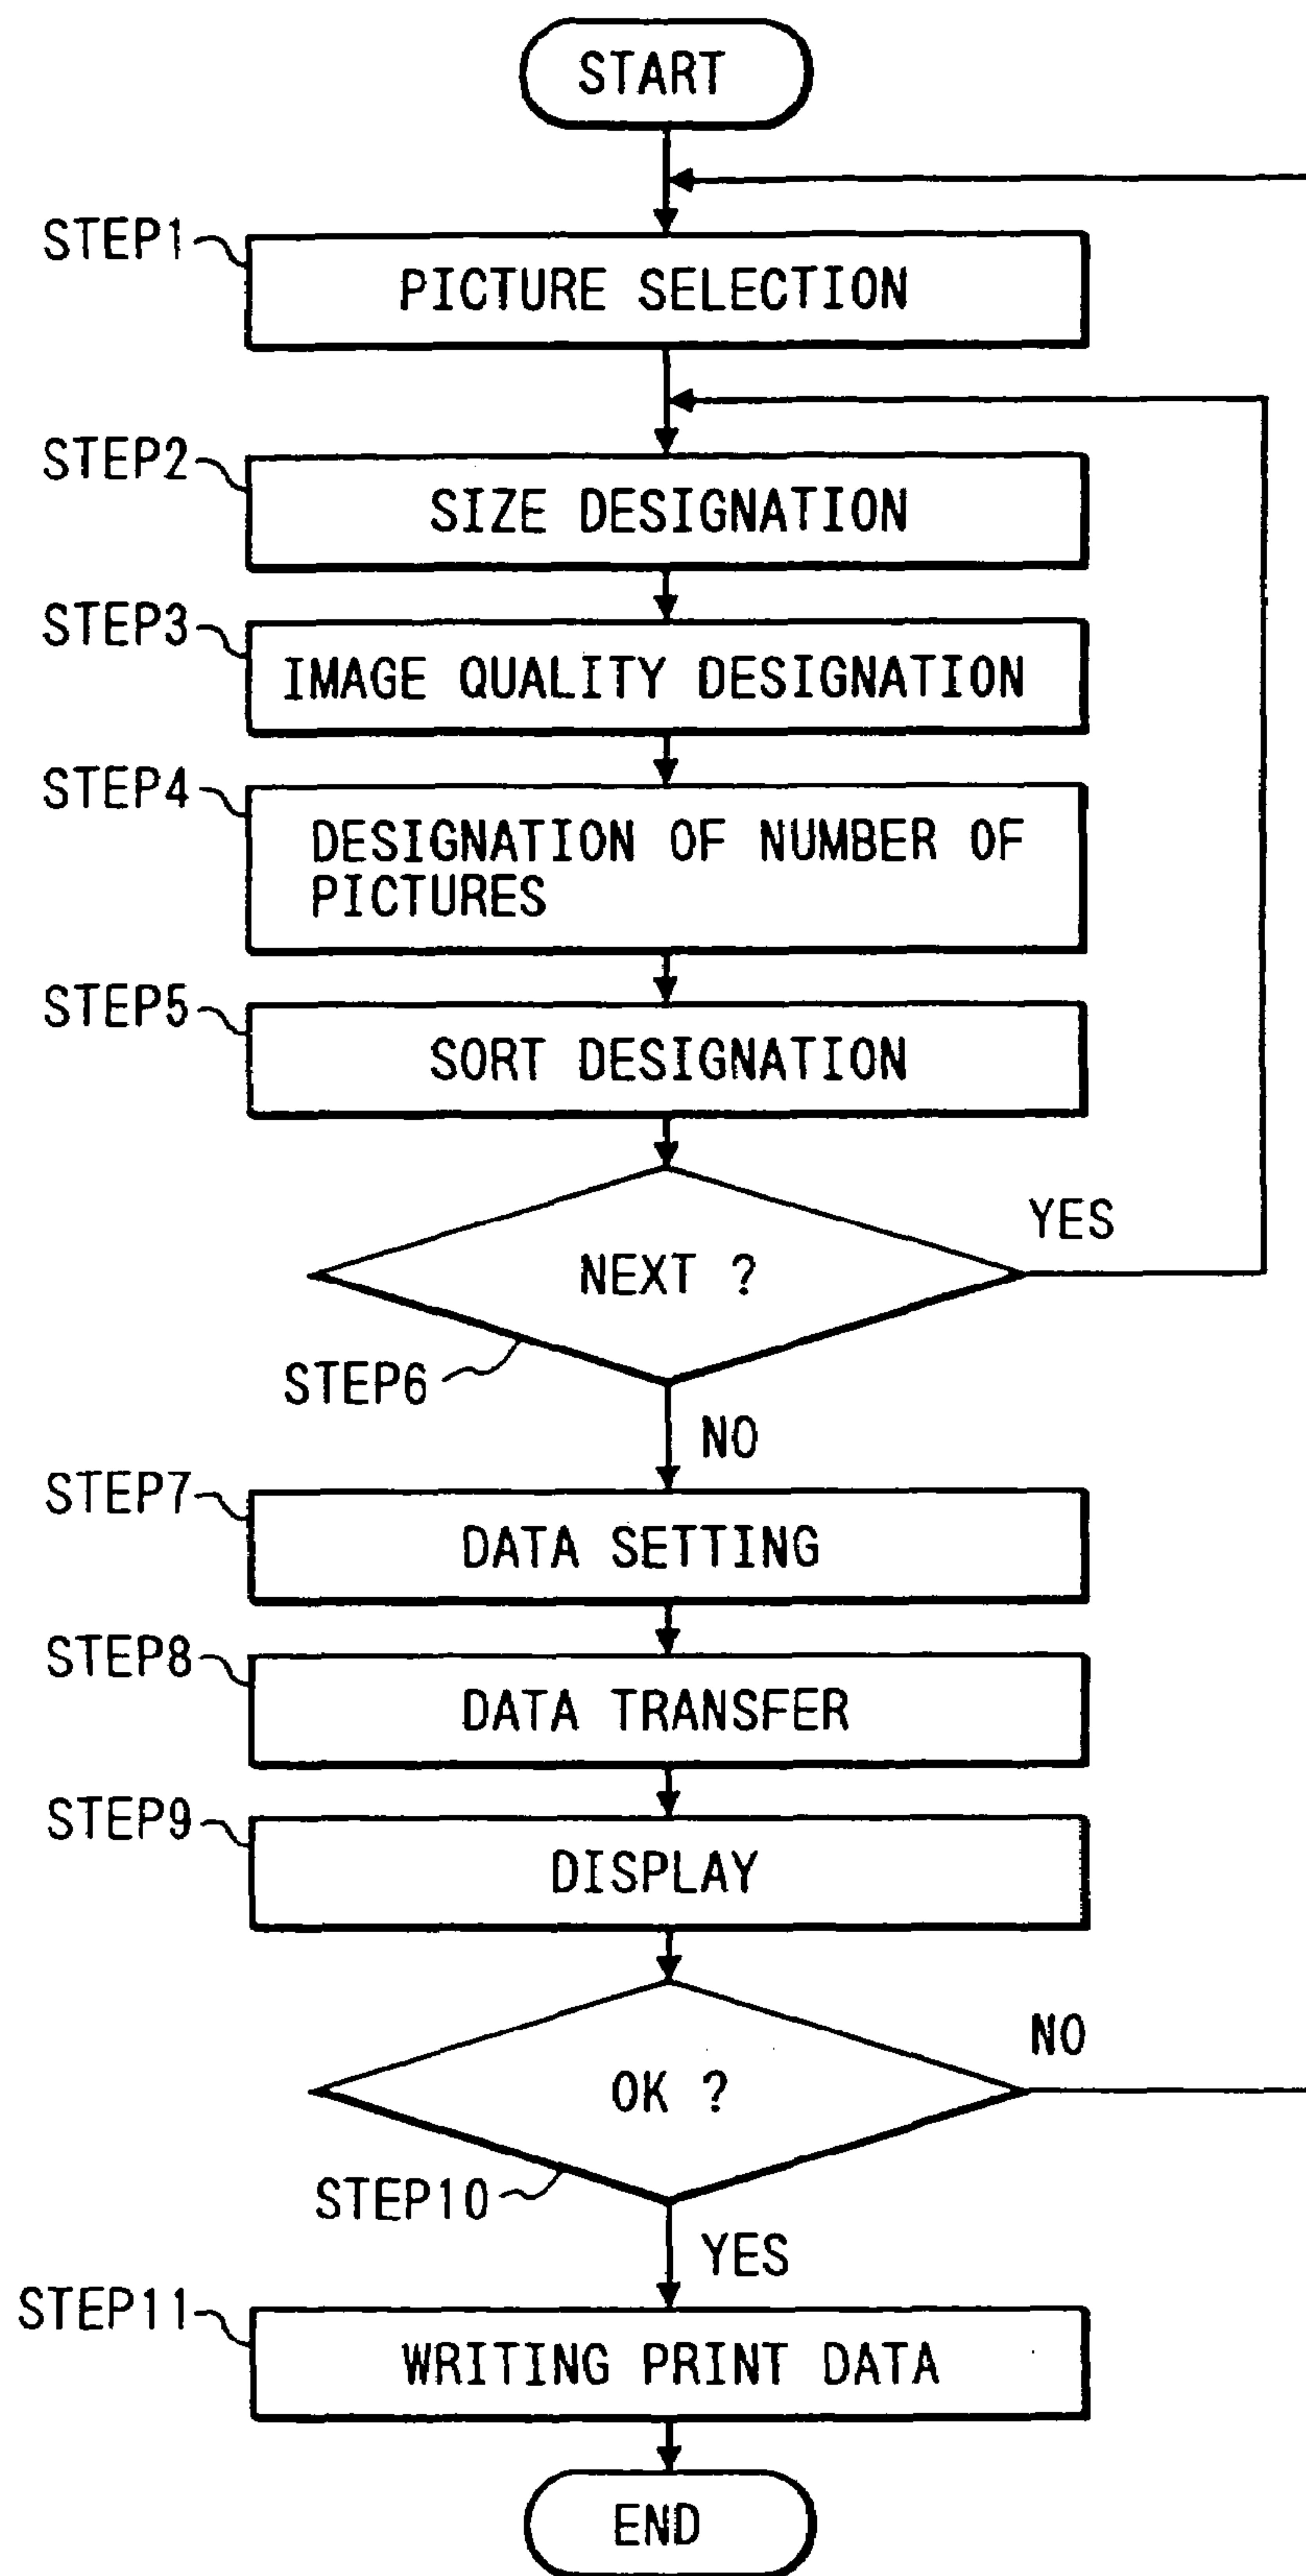 START
STEP1
PICTURE SELECTION
STEP2
SIZE DESIGNATION
STEP3
IMAGE QUALITY DESIGNATION
STEP4
DESIGNATION OF NUMBER OF
PICTURES
STEP5
SORT DESIGNATION
NEXT ?
YES
STEP6
NO
STEP7
DATA SETTING
STEP8
DATA TRANSFER
STEP9
DISPLAY
OK ?
NO
STEP10
YES
STEP11
WRITING PRINT DATA
END